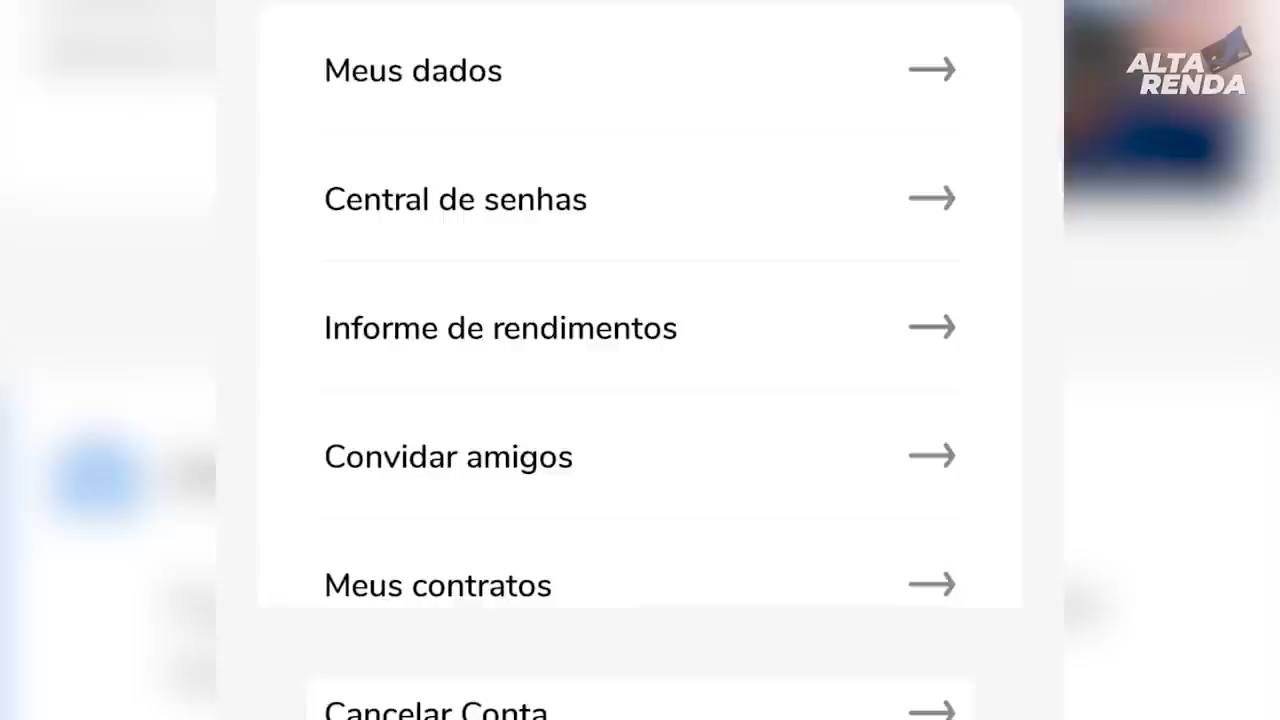 Meus dados
ALTA
RENDA
Central de senhas
Informe de rendimentos
Convidar amigos
Meus contratos
Cancelar Conta